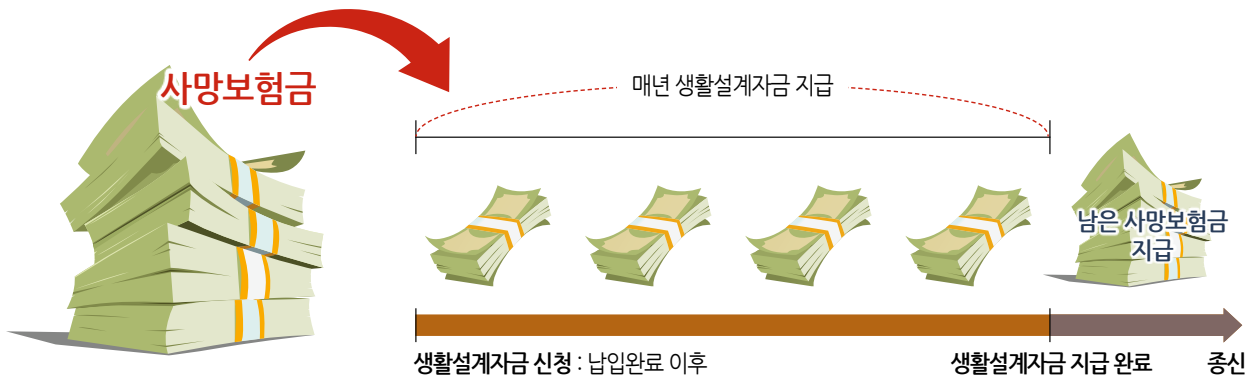 사망보험금
매년 생활설계자금 지급
남은 사망보험금
지급
생활설계자금 신청 : 납입완료 이후
생활설계자금 지급 완료
종신